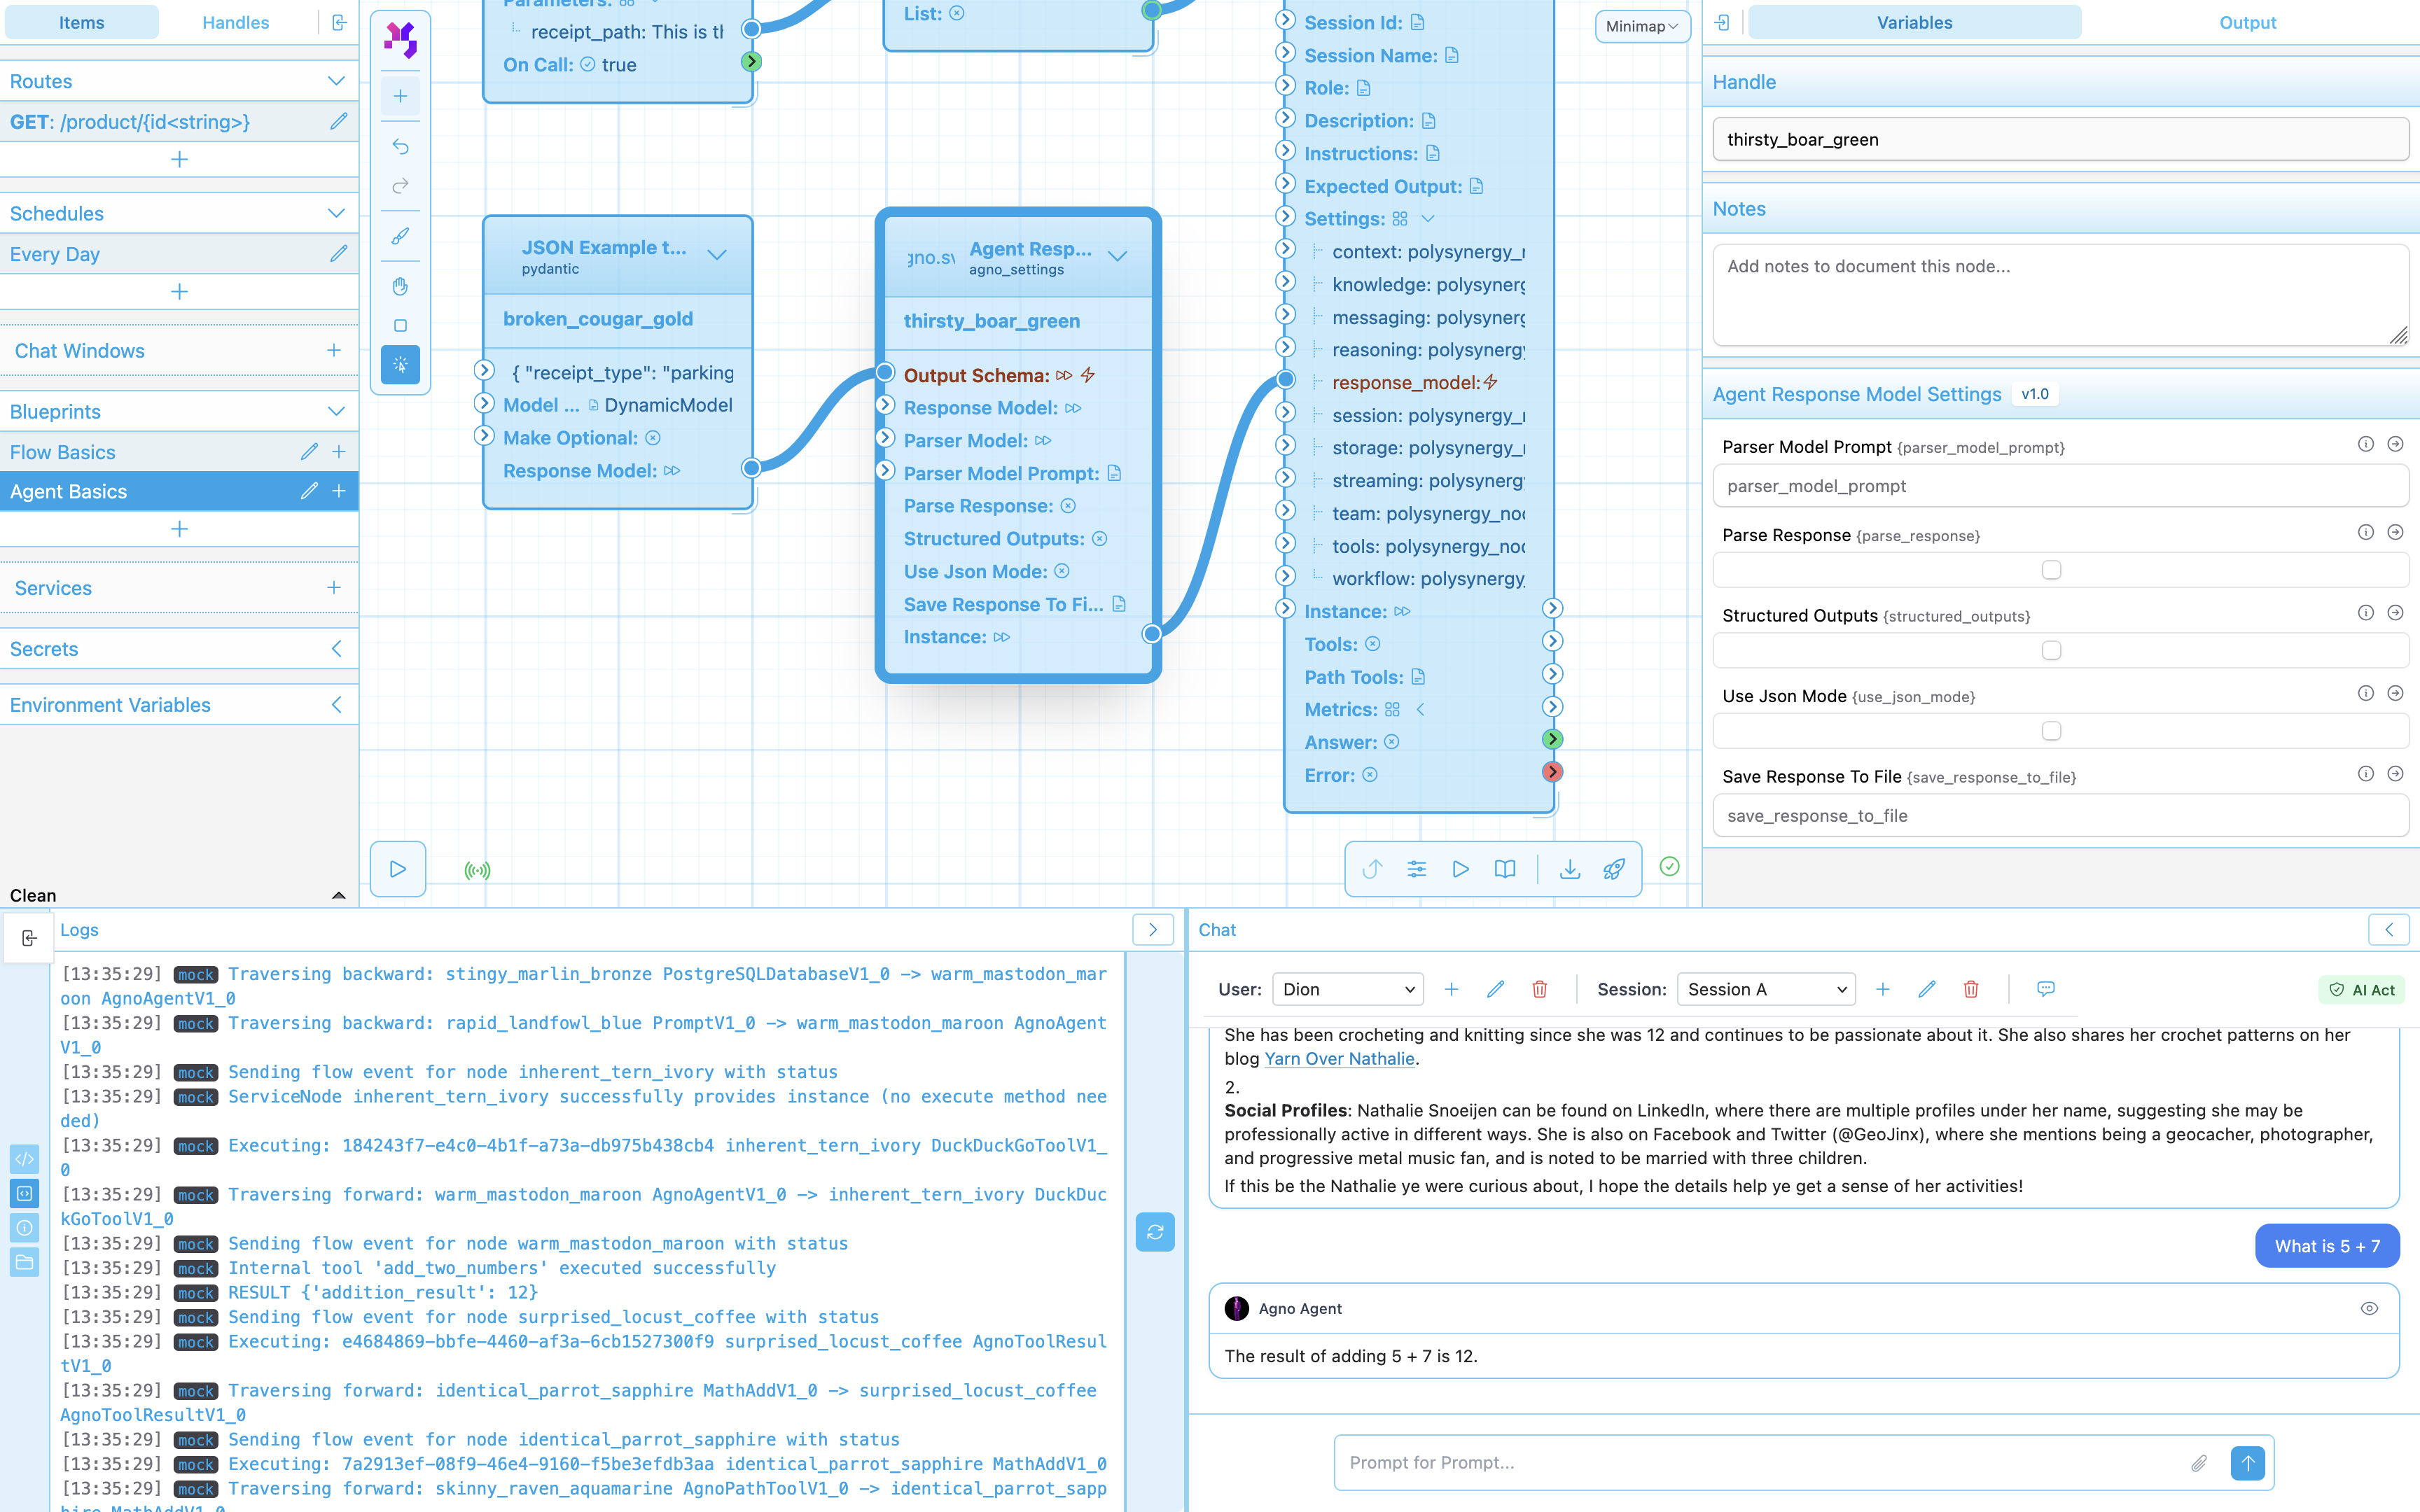 Items
Handles
Routes
GET: /product/{id<string>}
Schedules
Every Day
Chat Windows
Blueprints
Flow Basics
Agent Basics
Services
Secrets
Environment Variables
Clean
receipt_path: This is th
On Call: true
List:
JSON Example t...
pydantic
broken_cougar_gold
{ "receipt_type": "parking
Model ... DynamicModel
Make Optional:
Response Model:
Agent Resp...
agno_settings
thirsty_boar_green
Output Schema:
Response Model:
Parser Model:
Parser Model Prompt:
Parse Response:
Structured Outputs:
Use Json Mode:
Save Response To Fi...
Instance:
Session Id:
Session Name:
Role:
Description:
Instructions:
Expected Output:
Settings:
context: polysynergy_
knowledge: polysynerg
messaging: polysynerg
reasoning: polysynergy
response_model:
session: polysynergy_
storage: polysynergy_
streaming: polysynerg
team: polysynergy_no
tools: polysynergy_no
workflow: polysynergy
Instance:
Tools:
Path Tools:
Metrics:
Answer:
Error:
Minimap
Variables
Output
Handle
thirsty_boar_green
Notes
Add notes to document this node...
Agent Response Model Settings v1.0
Parser Model Prompt {parser_model_prompt}
parser_model_prompt
Parse Response {parse_response}
Structured Outputs {structured_outputs}
Use Json Mode {use_json_mode}
Save Response To File {save_response_to_file}
save_response_to_file
Logs
[13:35:29] mock Traversing backward: stingy_marlin_bronze PostgreSQLDatabaseV1_0 -> warm_mastodon_mar
oon AgnoAgentV1_0
[13:35:29] mock Traversing backward: rapid_landfowl_blue PromptV1_0 -> warm_mastodon_maroon AgnoAgent
V1_0
[13:35:29] mock Sending flow event for node inherent_tern_ivory with status
[13:35:29] mock ServiceNode inherent_tern_ivory successfully provides instance (no execute method nee
ded)
[13:35:29] mock Executing: 184243f7-e4c0-4b1f-a73a-db975b438cb4 inherent_tern_ivory DuckDuckGoToolV1_
0
[13:35:29] mock Traversing forward: warm_mastodon_maroon AgnoAgentV1_0 -> inherent_tern_ivory DuckDuc
kGoToolV1_0
[13:35:29] mock Sending flow event for node warm_mastodon_maroon with status
[13:35:29] mock Internal tool 'add_two_numbers' executed successfully
[13:35:29] mock RESULT {'addition_result': 12}
[13:35:29] mock Sending flow event for node surprised_locust_coffee with status
[13:35:29] mock Executing: e4684869-bbfe-4460-af3a-6cb1527300f9 surprised_locust_coffee AgnoToolResul
tV1_0
[13:35:29] mock Traversing forward: identical_parrot_sapphire MathAddV1_0 -> surprised_locust_coffee
AgnoToolResultV1_0
[13:35:29] mock Sending flow event for node identical_parrot_sapphire with status
[13:35:29] mock Executing: 7a2913ef-08f9-46e4-9160-f5be3efdb3aa identical_parrot_sapphire MathAddV1_0
[13:35:29] mock Traversing forward: skinny_raven_aquamarine AgnoPathToolV1_0 -> identical_parrot_sapp
Chat
User: Dion
Session: Session A
AI Act
She has been crocheting and knitting since she was 12 and continues to be passionate about it. She also shares her crochet patterns on her
blog Yarn Over Nathalie.
2.
Social Profiles: Nathalie Snoeijen can be found on LinkedIn, where there are multiple profiles under her name, suggesting she may be
professionally active in different ways. She is also on Facebook and Twitter (@GeoJinx), where she mentions being a geocacher, photographer,
and progressive metal music fan, and is noted to be married with three children.
If this be the Nathalie ye were curious about, I hope the details help ye get a sense of her activities!
What is 5 + 7
Agno Agent
The result of adding 5 + 7 is 12.
Prompt for Prompt...